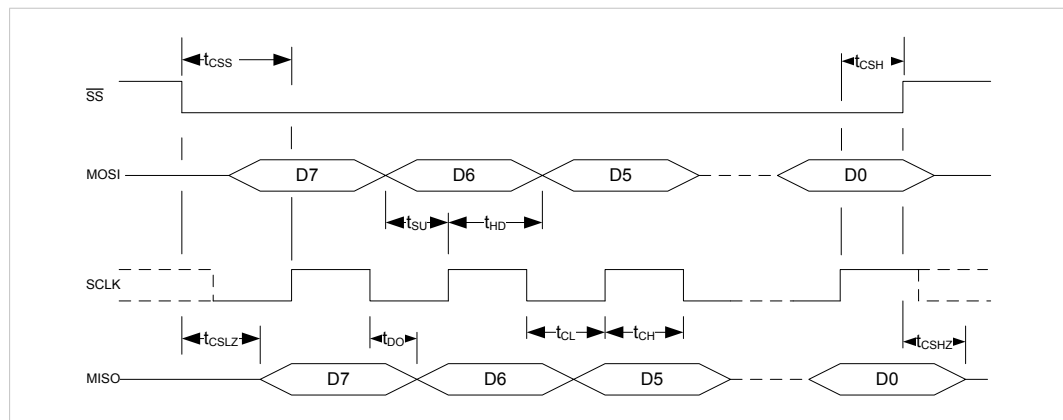 tCSS
tCSH
SS
MOSI
D7
D6
D5
D0
tSU
tHD
SCLK
tCSLZ
tDO
tCL
tCH
tCSHZ
MISO
D7
D6
D5
D0